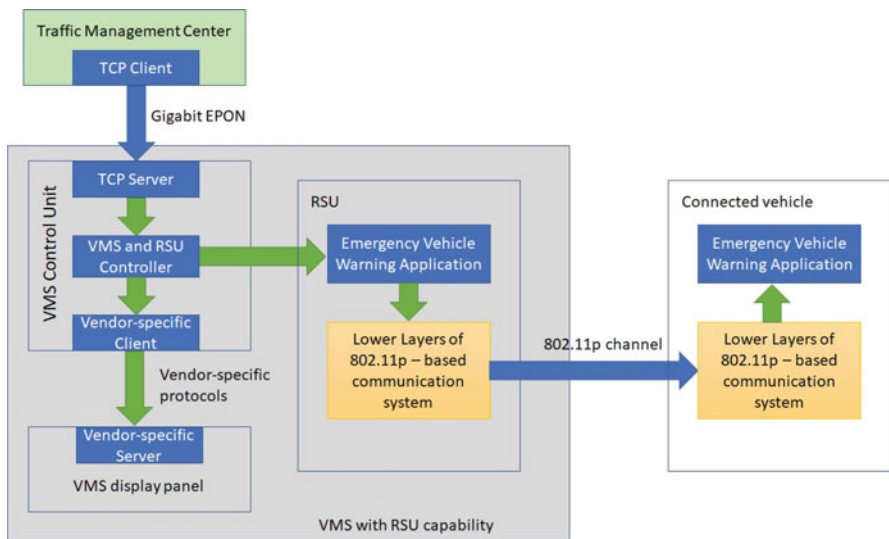 Traffic Management Center
TCP Client
Gigabit EPON
VMS Control Unit
TCP Server
VMS and RSU
Controller
Vendor-specific
Client
Vendor-specific
protocols
Vendor-specific
Server
VMS display panel
RSU
Emergency Vehicle
Warning Application
Lower Layers of
802.11p – based
communication
system
802.11p channel
Connected vehicle
Emergency Vehicle
Warning Application
Lower Layers of
802.11p – based
communication
system
VMS with RSU capability